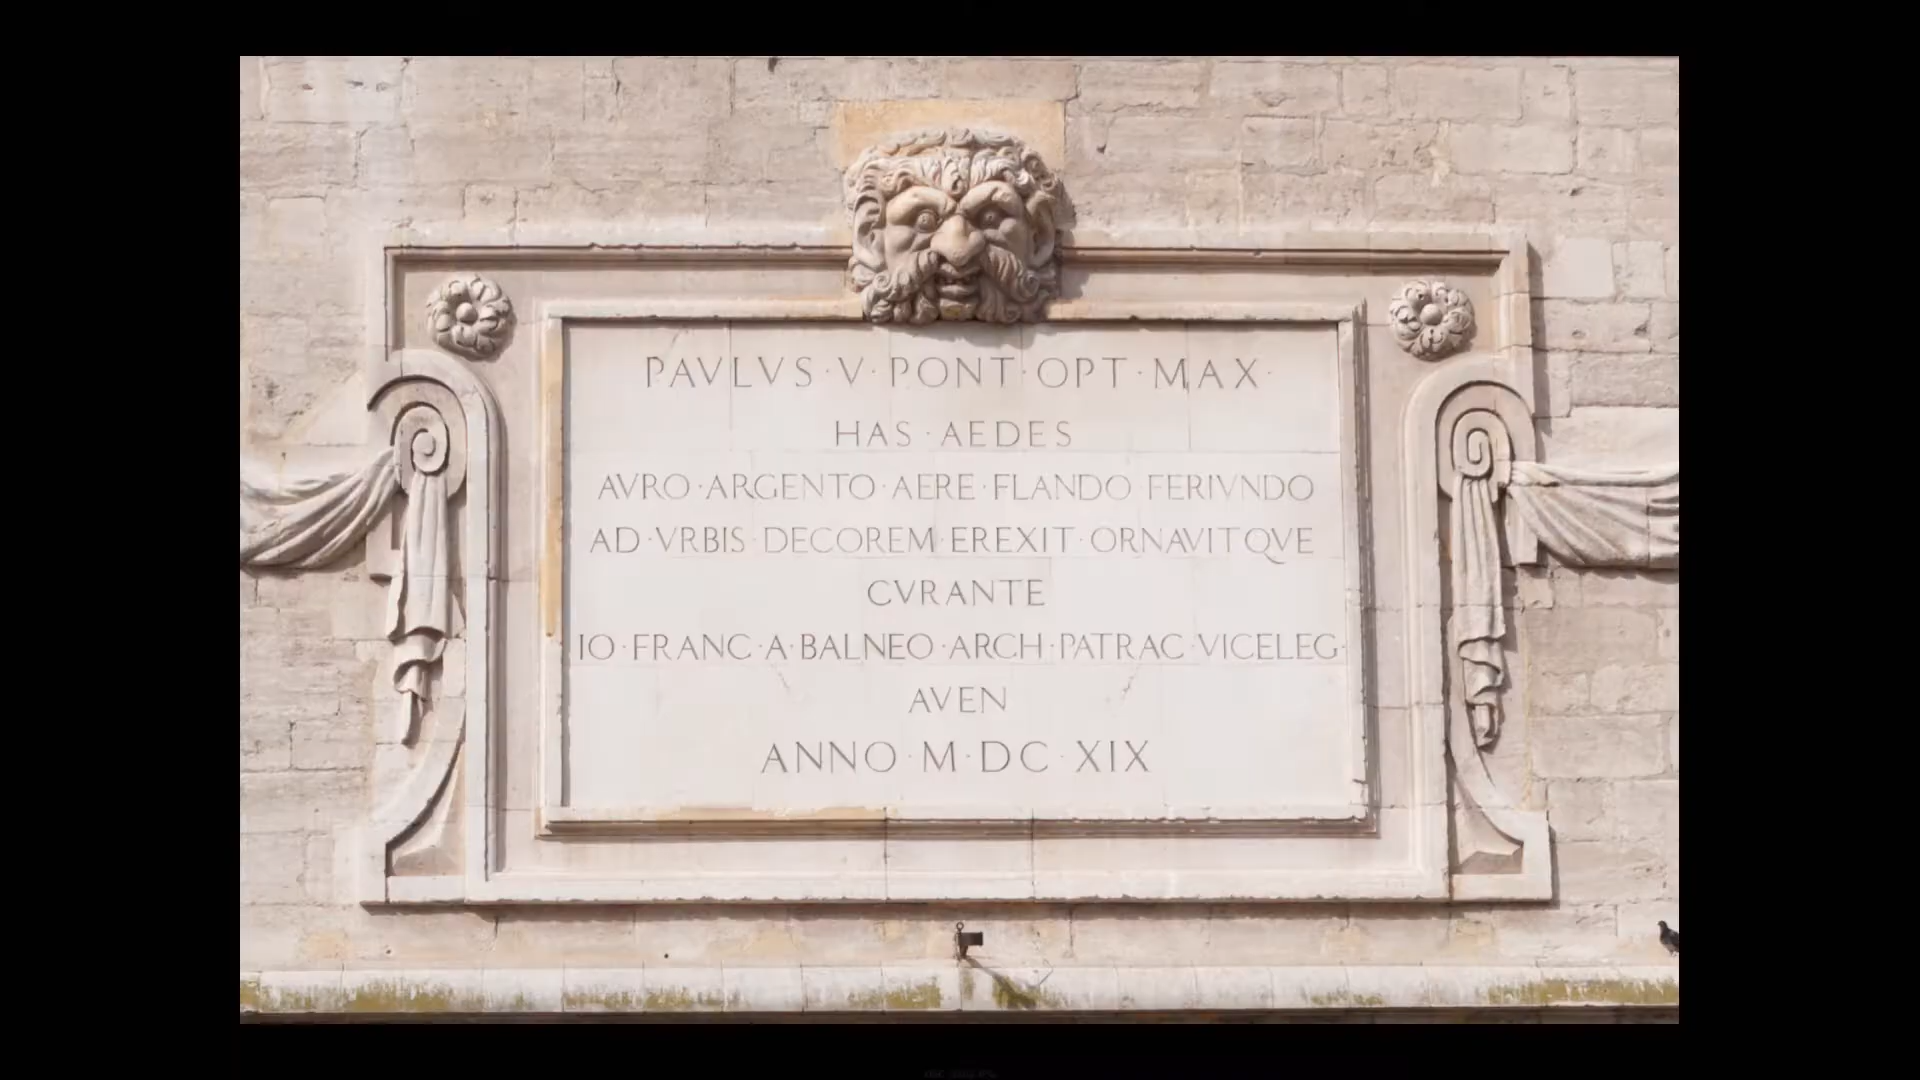 PAVLVS·V·PONT·OPT·MAX·
HAS·AEDES
AVRO·ARGENTO·AERE·FLANDO FERIVNDO
AD·VRBIS DECOREM·EREXIT·ORNAVITQVE
CVRANTE
IO·FRANC·A·BALNEO·ARCH·PATRAC·VICELEG·
AVEN
ANNO·M·DC·XIX